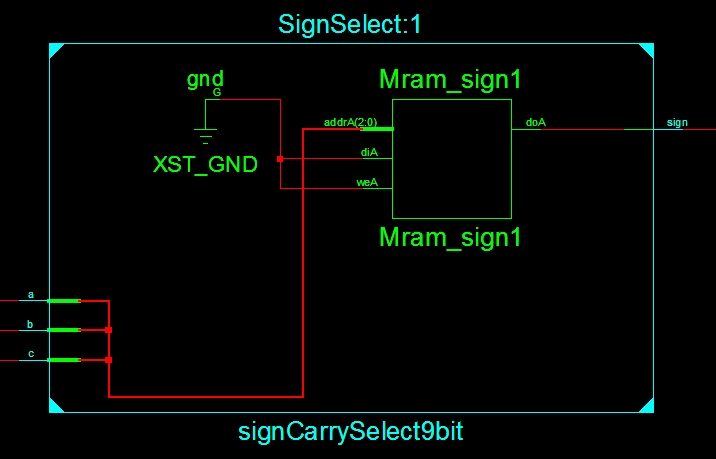 SignSelect:1
gnd
G
XST_GND
Mram_sign1
addrA(2:0)
diA
weA
doA
sign
Mram_sign1
a
b
c
signCarrySelect9bit